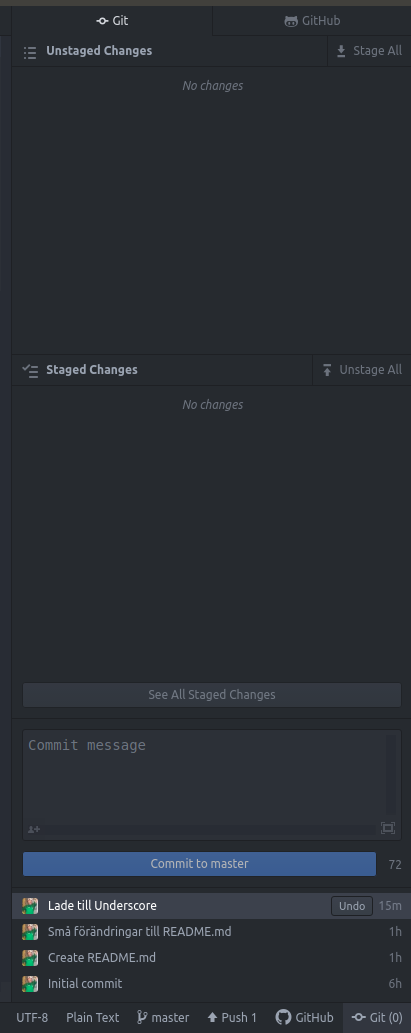 Git
GitHub
Unstaged Changes
Stage All
No changes
Staged Changes
Unstage All
No changes
See All Staged Changes
Commit message
Commit to master
72
Lade till Underscore
Undo
15m
Små förändringar till README.md
1h
Create README.md
1h
Initial commit
6h
UTF-8
Plain Text
master
Push 1
GitHub
Git (0)